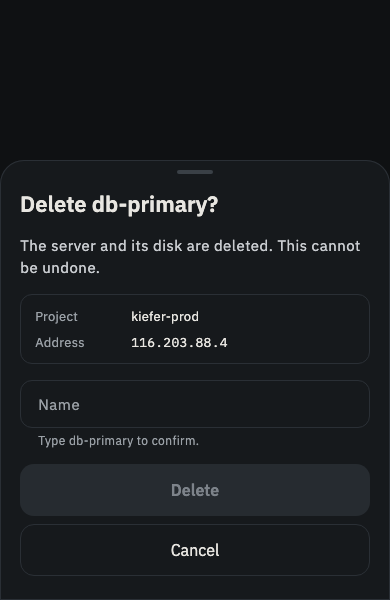 Delete db-primary?
The server and its disk are deleted. This cannot
be undone.
Project kiefer-prod
Address 116.203.88.4
Name
Type db-primary to confirm.
Delete
Cancel